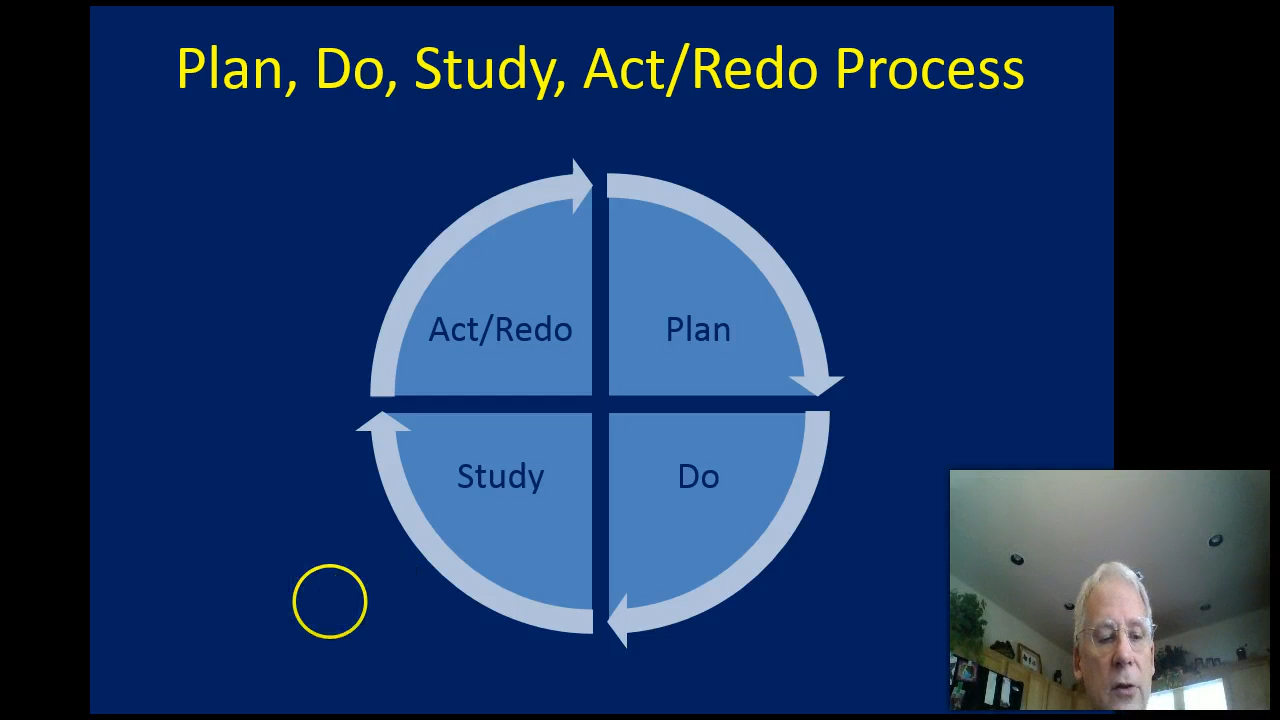 Plan, Do, Study, Act/Redo Process
Act/Redo
Plan
Study
Do